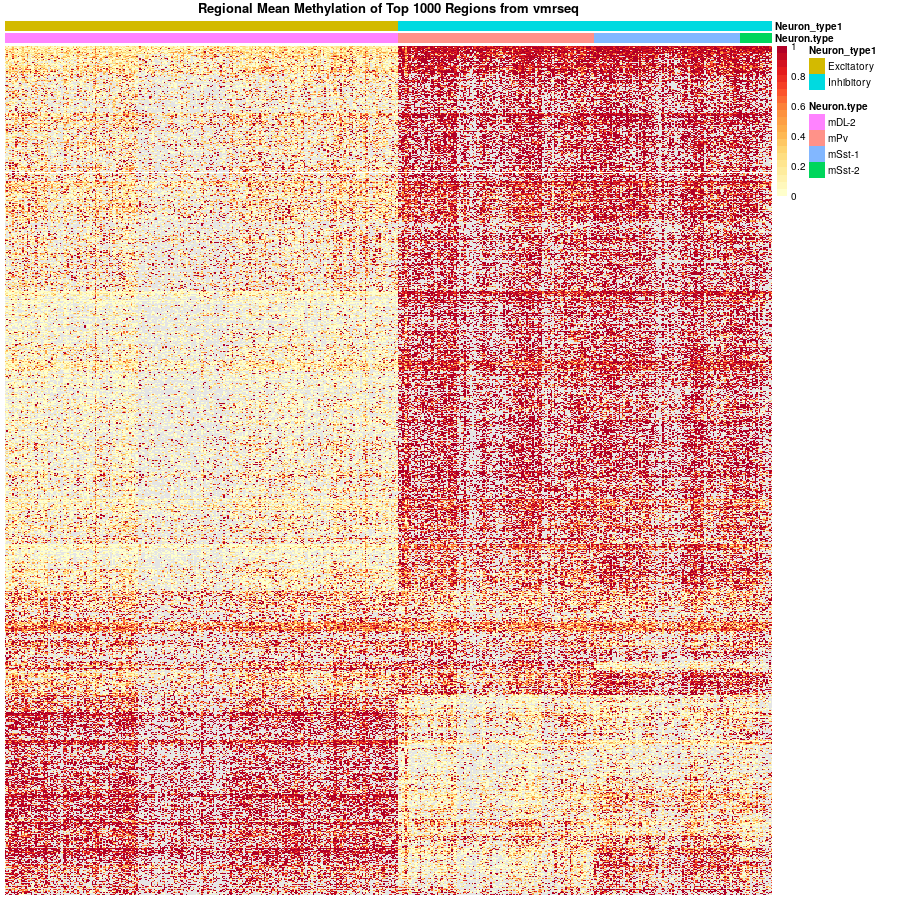 Regional Mean Methylation of Top 1000 Regions from vmrseq
Neuron_type1
Neuron.type
1
0.8
0.6
0.4
0.2
0
Neuron_type1
Excitatory
Inhibitory
Neuron.type
mDL-2
mPv
mSst-1
mSst-2